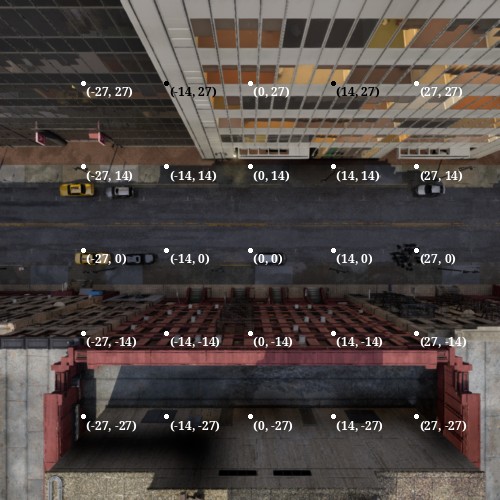 (-27, 27) (-14, 27) (0, 27) (14, 27) (27, 27)
(-27, 14) (-14, 14) (0, 14) (14, 14) (27, 14)
(-27, 0) (-14, 0) (0, 0) (14, 0) (27, 0)
(-27, -14) (-14, -14) (0, -14) (14, -14) (27, -14)
(-27, -27) (-14, -27) (0, -27) (14, -27) (27, -27)